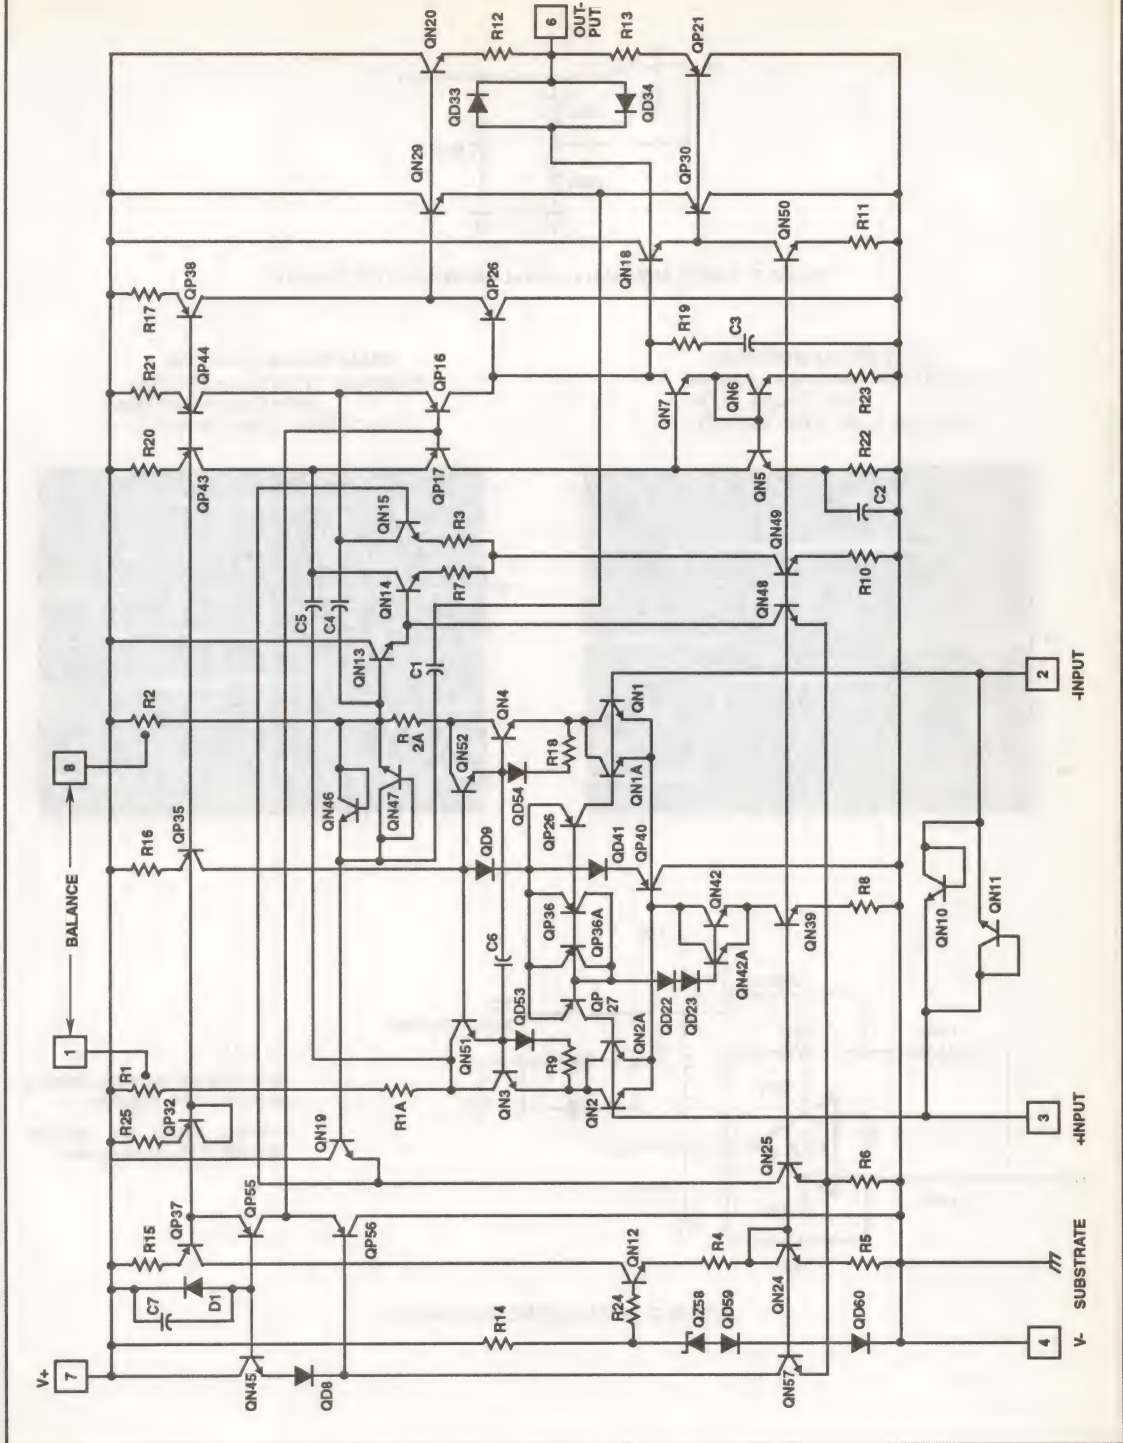 BALANCE
1
8
V+
7
R25
R1
R16
R2
QP35
R20
R21
R17
QP43
QP44
QP38
QN20
R12
6
OUT-
PUT
R13
QP21
QD33
QD34
QN29
QP30
QP26
QP16
QP17
QN18
QN50
R11
R19
C3
QN7
QN6
R23
QN5
R22
C2
QN15
R3
QN14
R7
QN13
C5
C4
C1
QN49
QN48
R10
QN46
QN47
R
2A
QN52
QN4
QD54
R18
QN1
QN1A
QD9
QP26
QD41
QP40
QP36
QP36A
QP
27
QN42
QN42A
QD22
QD23
QN39
R8
C6
QD53
QN51
QN3
R9
QN2
QN2A
R1A
QN19
QP32
QP37
R15
C7
D1
QP55
QP56
QN45
QD8
R14
R24
QN12
R4
QZ58
QD59
QD60
QN24
QN57
QN25
R5
R6
QN10
QN11
2
-INPUT
3
+INPUT
SUBSTRATE
4
V-